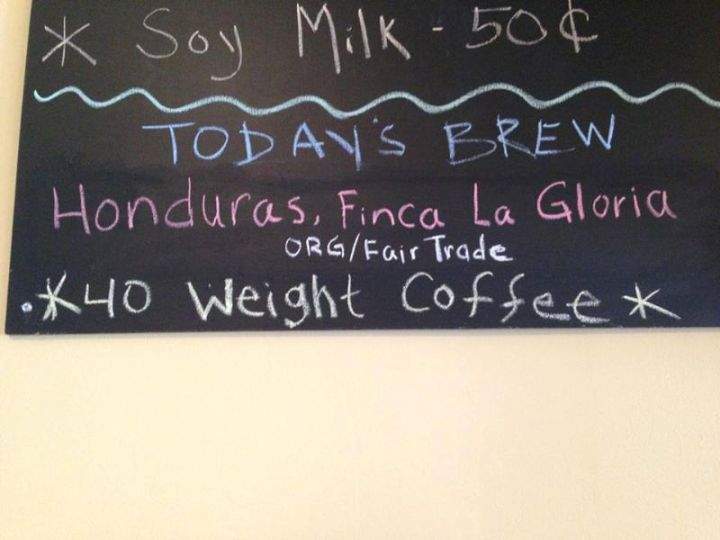 * Soy Milk - 50¢
TODAY'S BREW
Honduras, Finca La Gloria
ORG/Fair Trade
.*40 Weight Coffee*